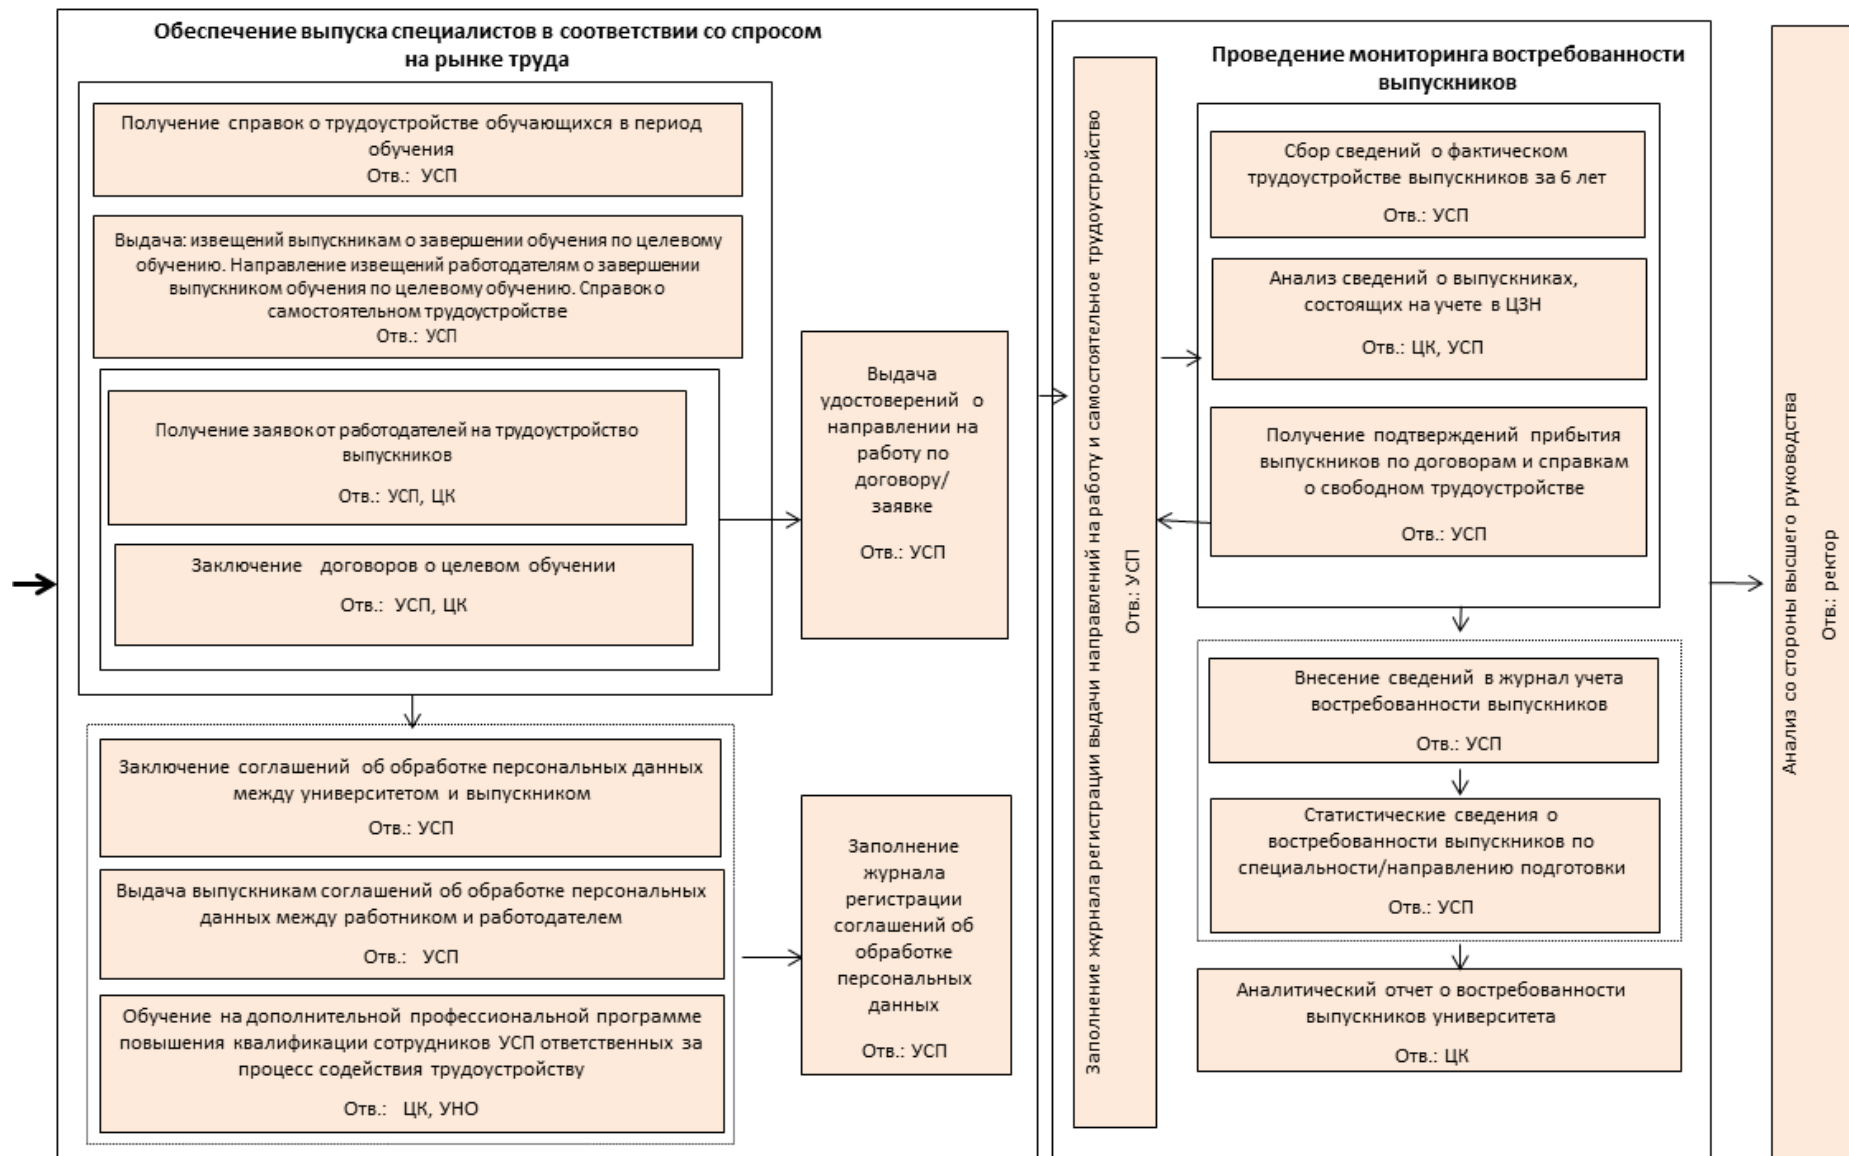 Обеспечение выпуска специалистов в соответствии со спросом
на рынке труда
Получение справок о трудоустройстве обучающихся в период
обучения
Отв.: УСП
Выдача: извещений выпускникам о завершении обучения по целевому
обучению. Направление извещений работодателям о завершении
выпускником обучения по целевому обучению. Справок о
самостоятельном трудоустройстве
Отв.: УСП
Получение заявок от работодателей на трудоустройство
выпускников
Отв.: УСП, ЦК
Заключение договоров о целевом обучении
Отв.: УСП, ЦК
Выдача
удостоверений о
направлении на
работу по
договору/
заявке
Отв.: УСП
Заключение соглашений об обработке персональных данных
между университетом и выпускником
Отв.: УСП
Выдача выпускникам соглашений об обработке персональных
данных между работником и работодателем
Отв.: УСП
Обучение на дополнительной профессиональной программе
повышения квалификации сотрудников УСП ответственных за
процесс содействия трудоустройству
Отв.: ЦК, УНО
Заполнение
журнала
регистрации
соглашений об
обработке
персональных
данных
Отв.: УСП
Заполнение журнала регистрации выдачи направлений на работу и самостоятельное трудоустройство
Отв.: УСП
Проведение мониторинга востребованности
выпускников
Сбор сведений о фактическом
трудоустройстве выпускников за 6 лет
Отв.: УСП
Анализ сведений о выпускниках,
состоящих на учете в ЦЗН
Отв.: ЦК, УСП
Получение подтверждений прибытия
выпускников по договорам и справкам
о свободном трудоустройстве
Отв.: УСП
Внесение сведений в журнал учета
востребованности выпускников
Отв.: УСП
Статистические сведения о
востребованности выпускников по
специальности/направлению подготовки
Отв.: УСП
Аналитический отчет о востребованности
выпускников университета
Отв.: ЦК
Анализ со стороны высшего руководства
Отв.: ректор